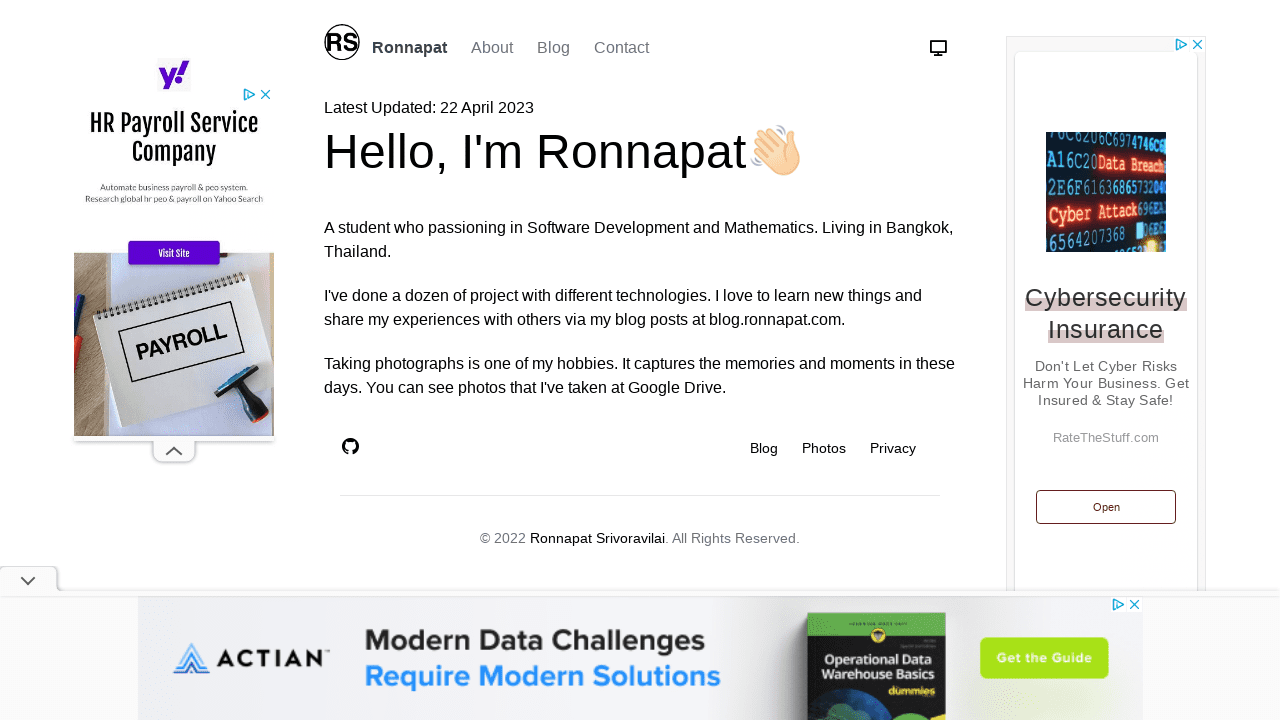 RS Ronnapat About Blog Contact
Latest Updated: 22 April 2023
Hello, I'm Ronnapat
A student who passioning in Software Development and Mathematics. Living in Bangkok,
Thailand.
I've done a dozen of project with different technologies. I love to learn new things and
share my experiences with others via my blog posts at blog.ronnapat.com.
Taking photographs is one of my hobbies. It captures the memories and moments in these
days. You can see photos that I've taken at Google Drive.
Blog Photos Privacy
© 2022 Ronnapat Srivoravilai. All Rights Reserved.
y!
HR Payroll Service
Company
Automate business payroll & peo system.
Research global hr peo & payroll on Yahoo Search
Visit Site
PAYROLL
Data Breach
Cyber Attack
Cybersecurity
Insurance
Don't Let Cyber Risks
Harm Your Business. Get
Insured & Stay Safe!
RateTheStuff.com
Open
ACTIAN
Modern Data Challenges
Require Modern Solutions
Operational Data
Warehouse Basics
dummies
Get the Guide